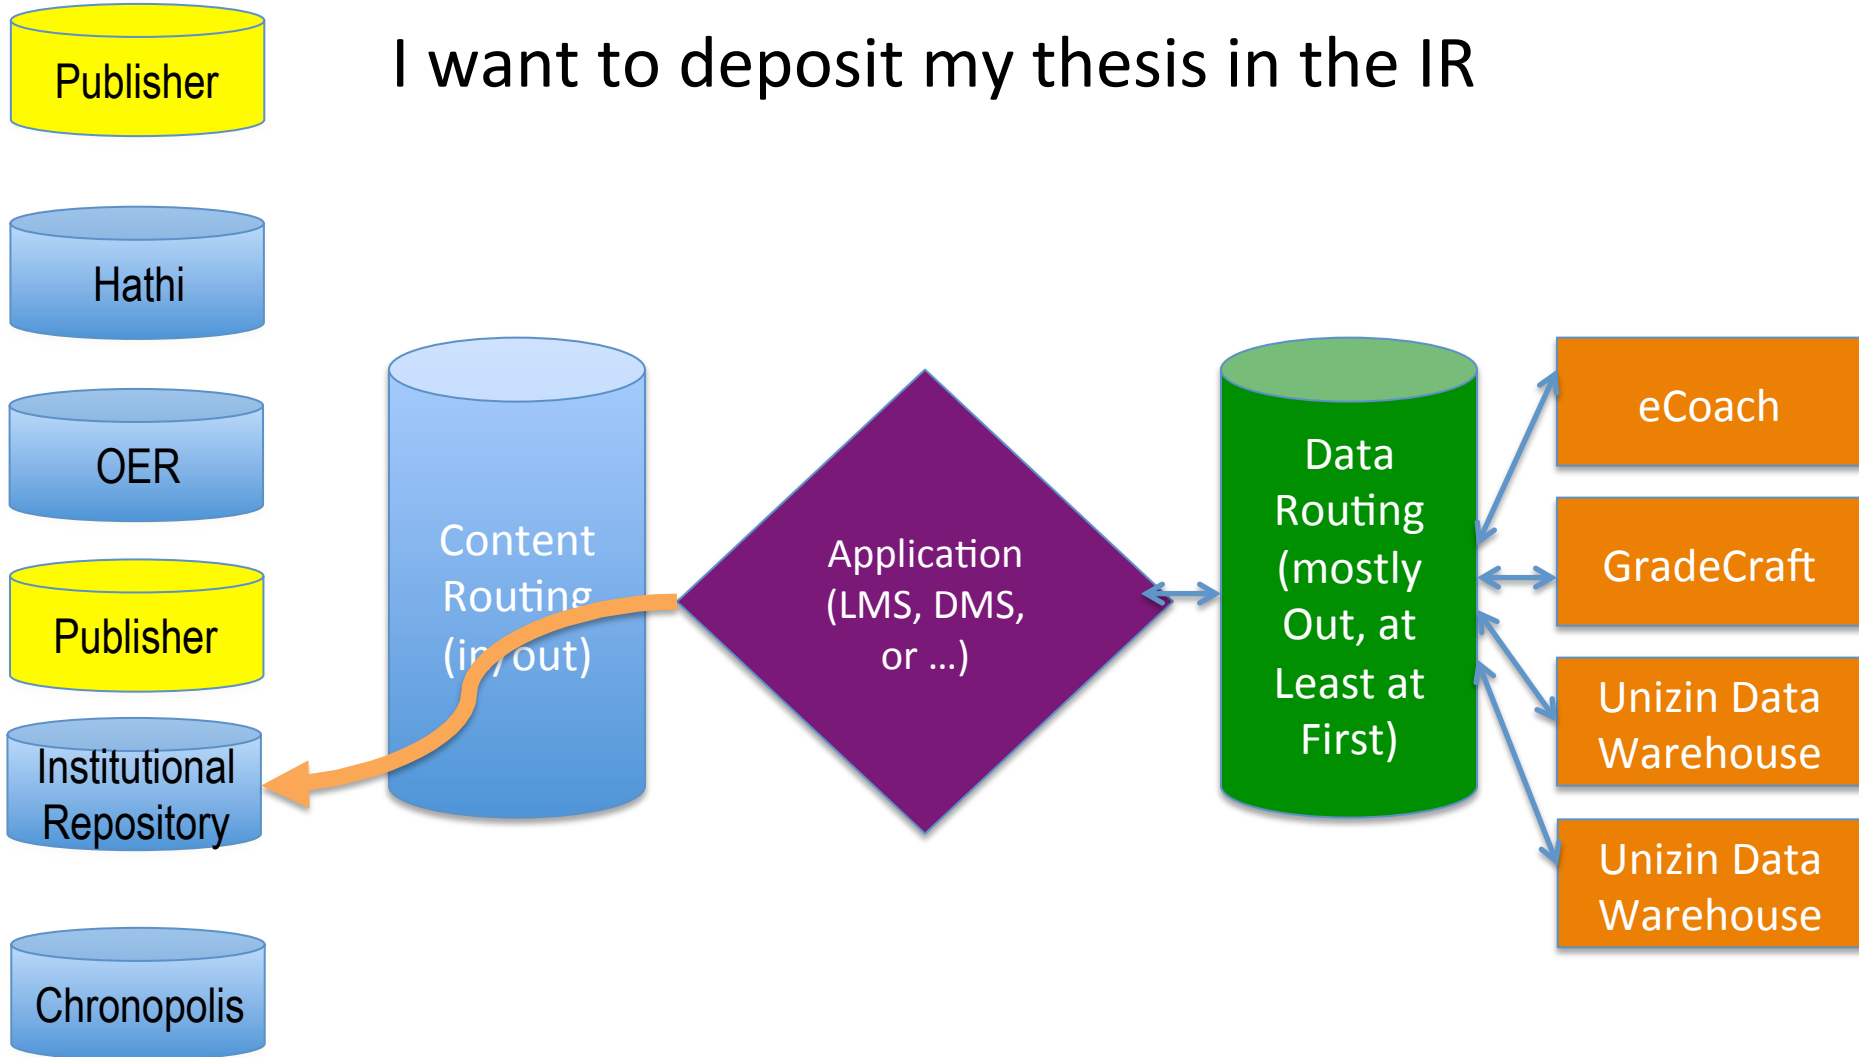 I want to deposit my thesis in the IR
Publisher
Hathi
OER
Publisher
Institutional
Repository
Chronopolis
Content
Routing
(in/out)
Application
(LMS, DMS,
or …)
Data
Routing
(mostly
Out, at
Least at
First)
eCoach
GradeCraft
Unizin Data
Warehouse
Unizin Data
Warehouse